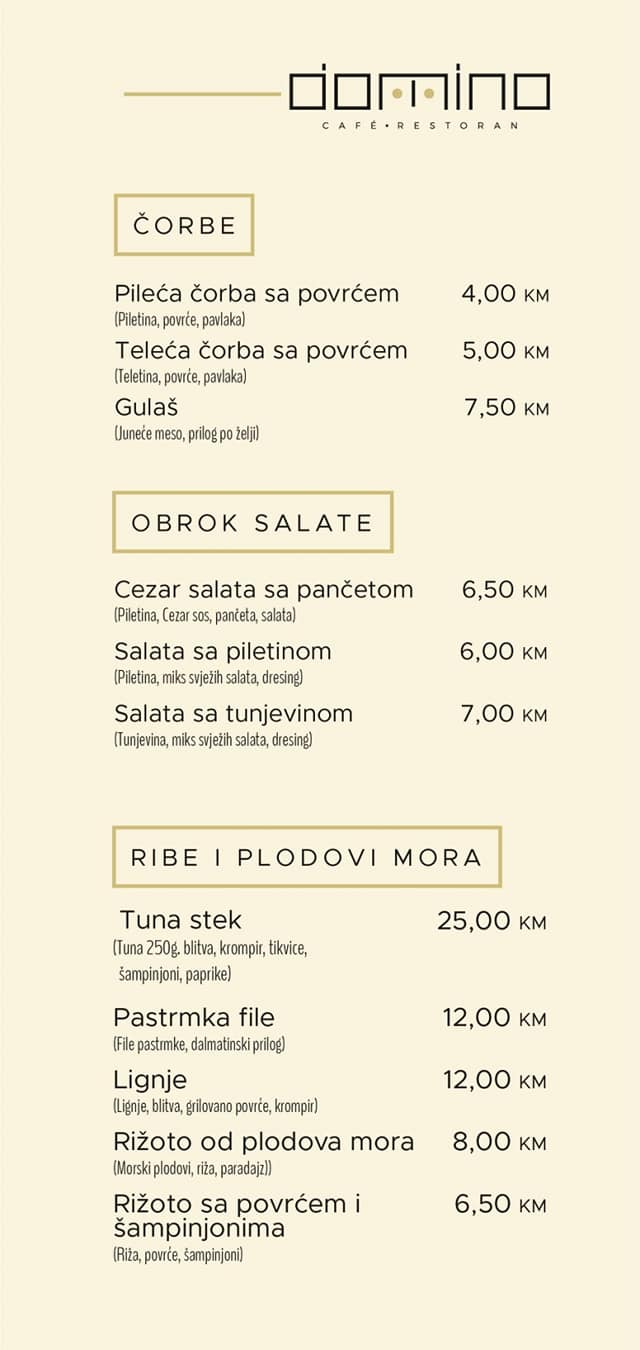 domino
CAFÉ•RESTORAN
ČORBE
Pileća čorba sa povrćem 4,00 KM
(Piletina, povrće, pavlaka)
Teleća čorba sa povrćem 5,00 KM
(Teletina, povrće, pavlaka)
Gulaš 7,50 KM
(Juneće meso, prilog po želji)
OBROK SALATE
Cezar salata sa pančetom 6,50 KM
(Piletina, Cezar sos, pančeta, salata)
Salata sa piletinom 6,00 KM
(Piletina, miks svježih salata, dresing)
Salata sa tunjevinom 7,00 KM
(Tunjevina, miks svježih salata, dresing)
RIBE I PLODOVI MORA
Tuna stek 25,00 KM
(Tuna 250g. blitva, krompir, tikvice,
šampinjoni, paprike)
Pastrmka file 12,00 KM
(File pastrmke, dalmatinski prilog)
Lignje 12,00 KM
(Lignje, blitva, grilovano povrće, krompir)
Rižoto od plodova mora 8,00 KM
(Morski plodovi, riža, paradajz))
Rižoto sa povrćem i 6,50 KM
šampinjonima
(Riža, povrće, šampinjoni)